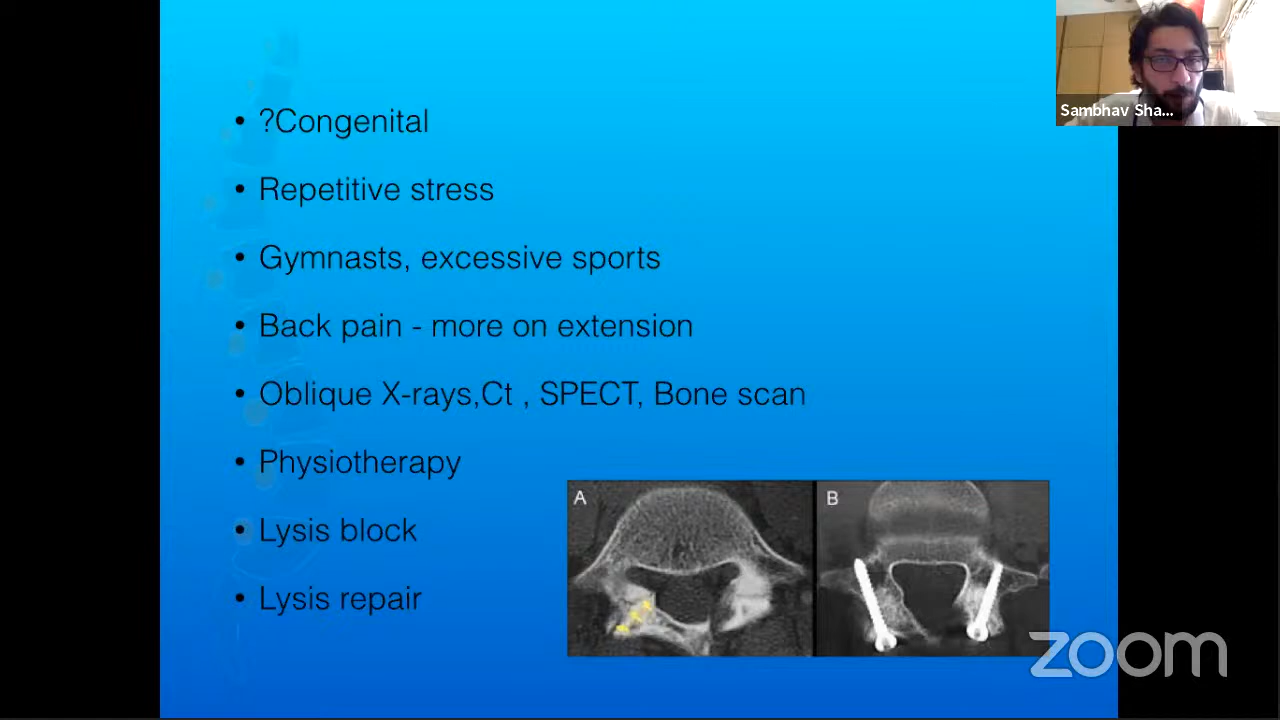 Sambhav Sha...
• ?Congenital
• Repetitive stress
• Gymnasts, excessive sports
• Back pain - more on extension
• Oblique X-rays,Ct , SPECT, Bone scan
• Physiotherapy
• Lysis block
• Lysis repair
A
B
zoom